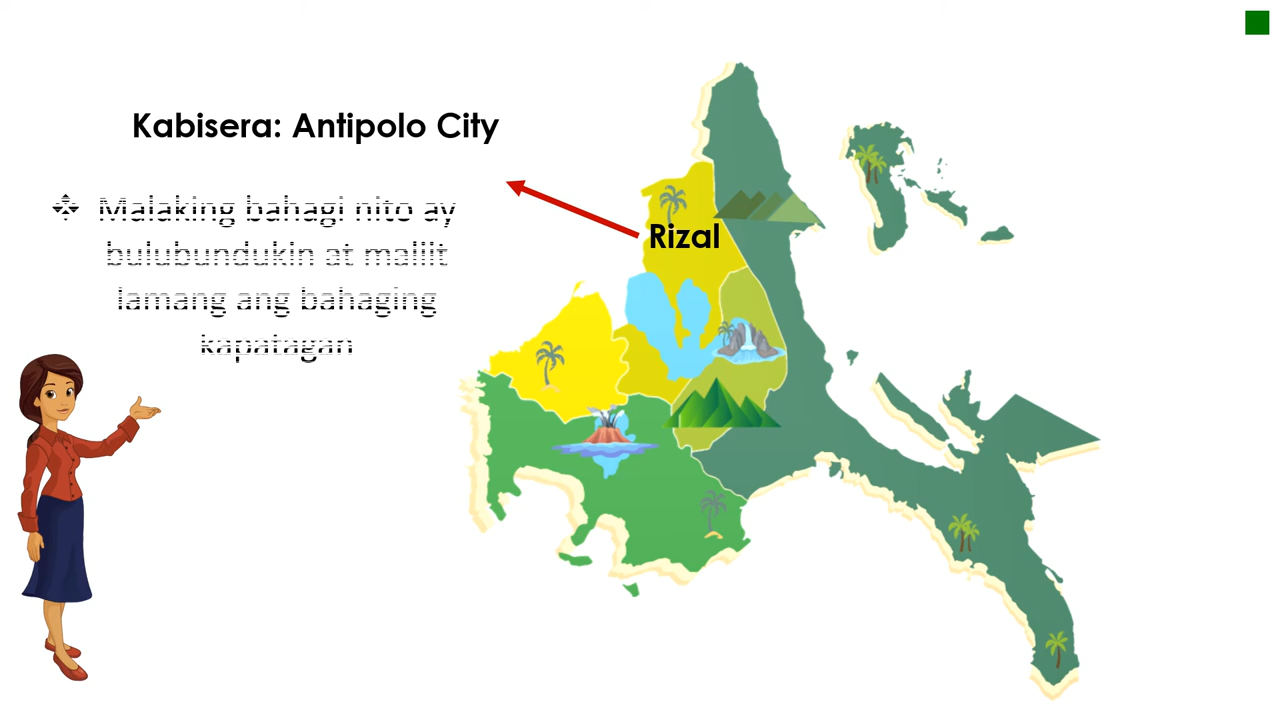 Kabisera: Antipolo City
❖ Malaking bahagi nito ay
bulubundukin at maliit
lamang ang bahaging
kapatagan
Rizal